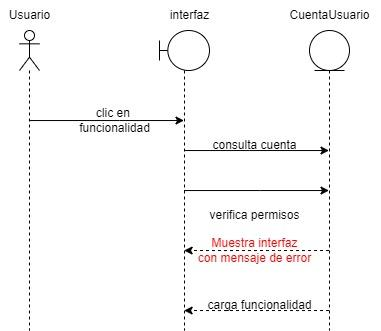 Usuario
interfaz
CuentaUsuario
clic en
funcionalidad
consulta cuenta
verifica permisos
Muestra interfaz
con mensaje de error
carga funcionalidad